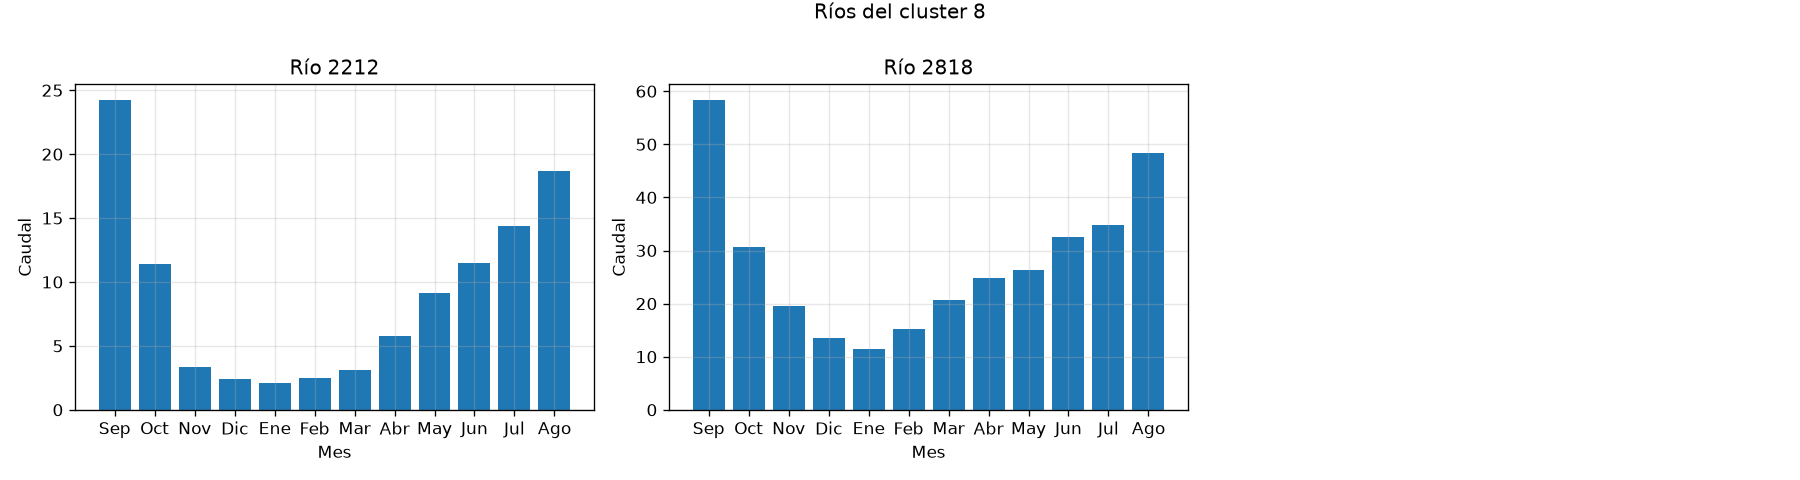 Ríos del cluster 8
Río 2212
25
20
15
10
5
0
Caudal
Sep Oct Nov Dic Ene Feb Mar Abr May Jun Jul Ago
Mes
Río 2818
60
50
40
30
20
10
0
Caudal
Sep Oct Nov Dic Ene Feb Mar Abr May Jun Jul Ago
Mes